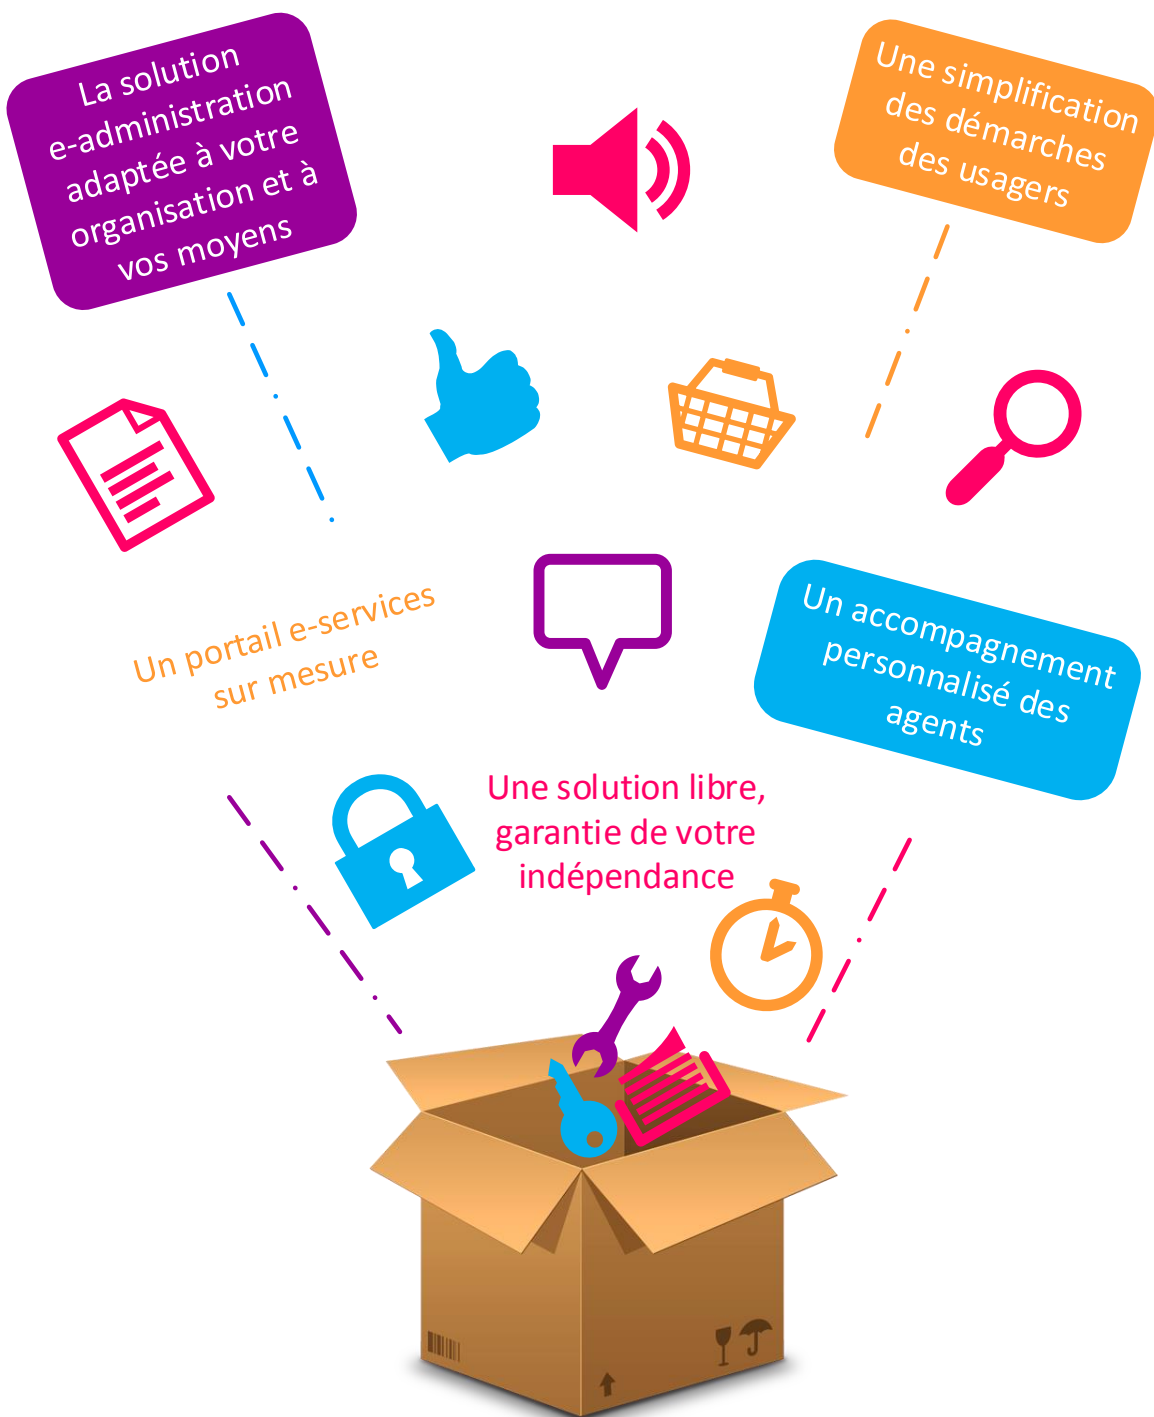 La solution
e-administration
adaptée à votre
organisation et à
vos moyens
Une simplification
des démarches
des usagers
Un portail e-services
sur mesure
Un accompagnement
personnalisé des
agents
Une solution libre,
garantie de votre
indépendance